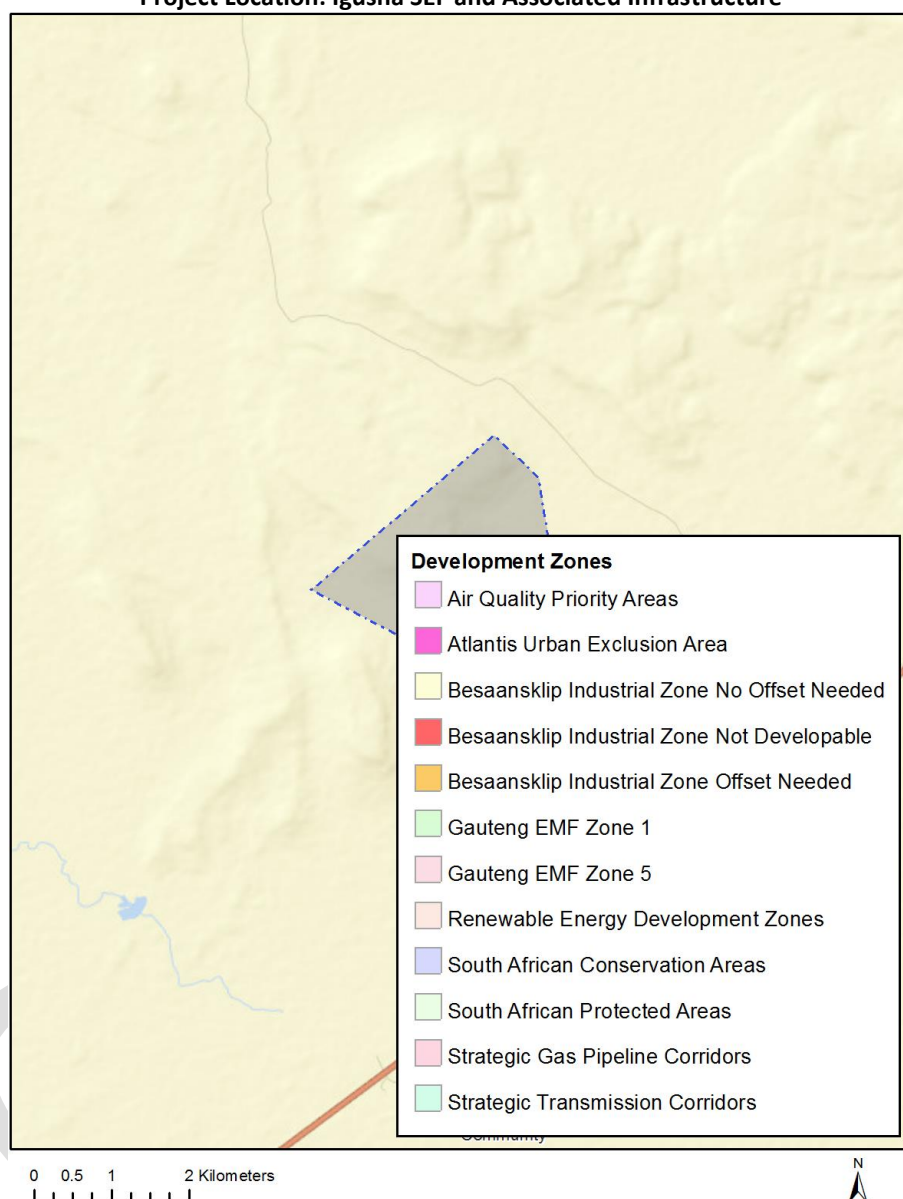 Project Location: Igusha SEF and Associated Infrastructure
Development Zones
Air Quality Priority Areas
Atlantis Urban Exclusion Area
Besaansklip Industrial Zone No Offset Needed
Besaansklip Industrial Zone Not Developable
Besaansklip Industrial Zone Offset Needed
Gauteng EMF Zone 1
Gauteng EMF Zone 5
Renewable Energy Development Zones
South African Conservation Areas
South African Protected Areas
Strategic Gas Pipeline Corridors
Strategic Transmission Corridors
Community
0 0.5 1 2 Kilometers
N